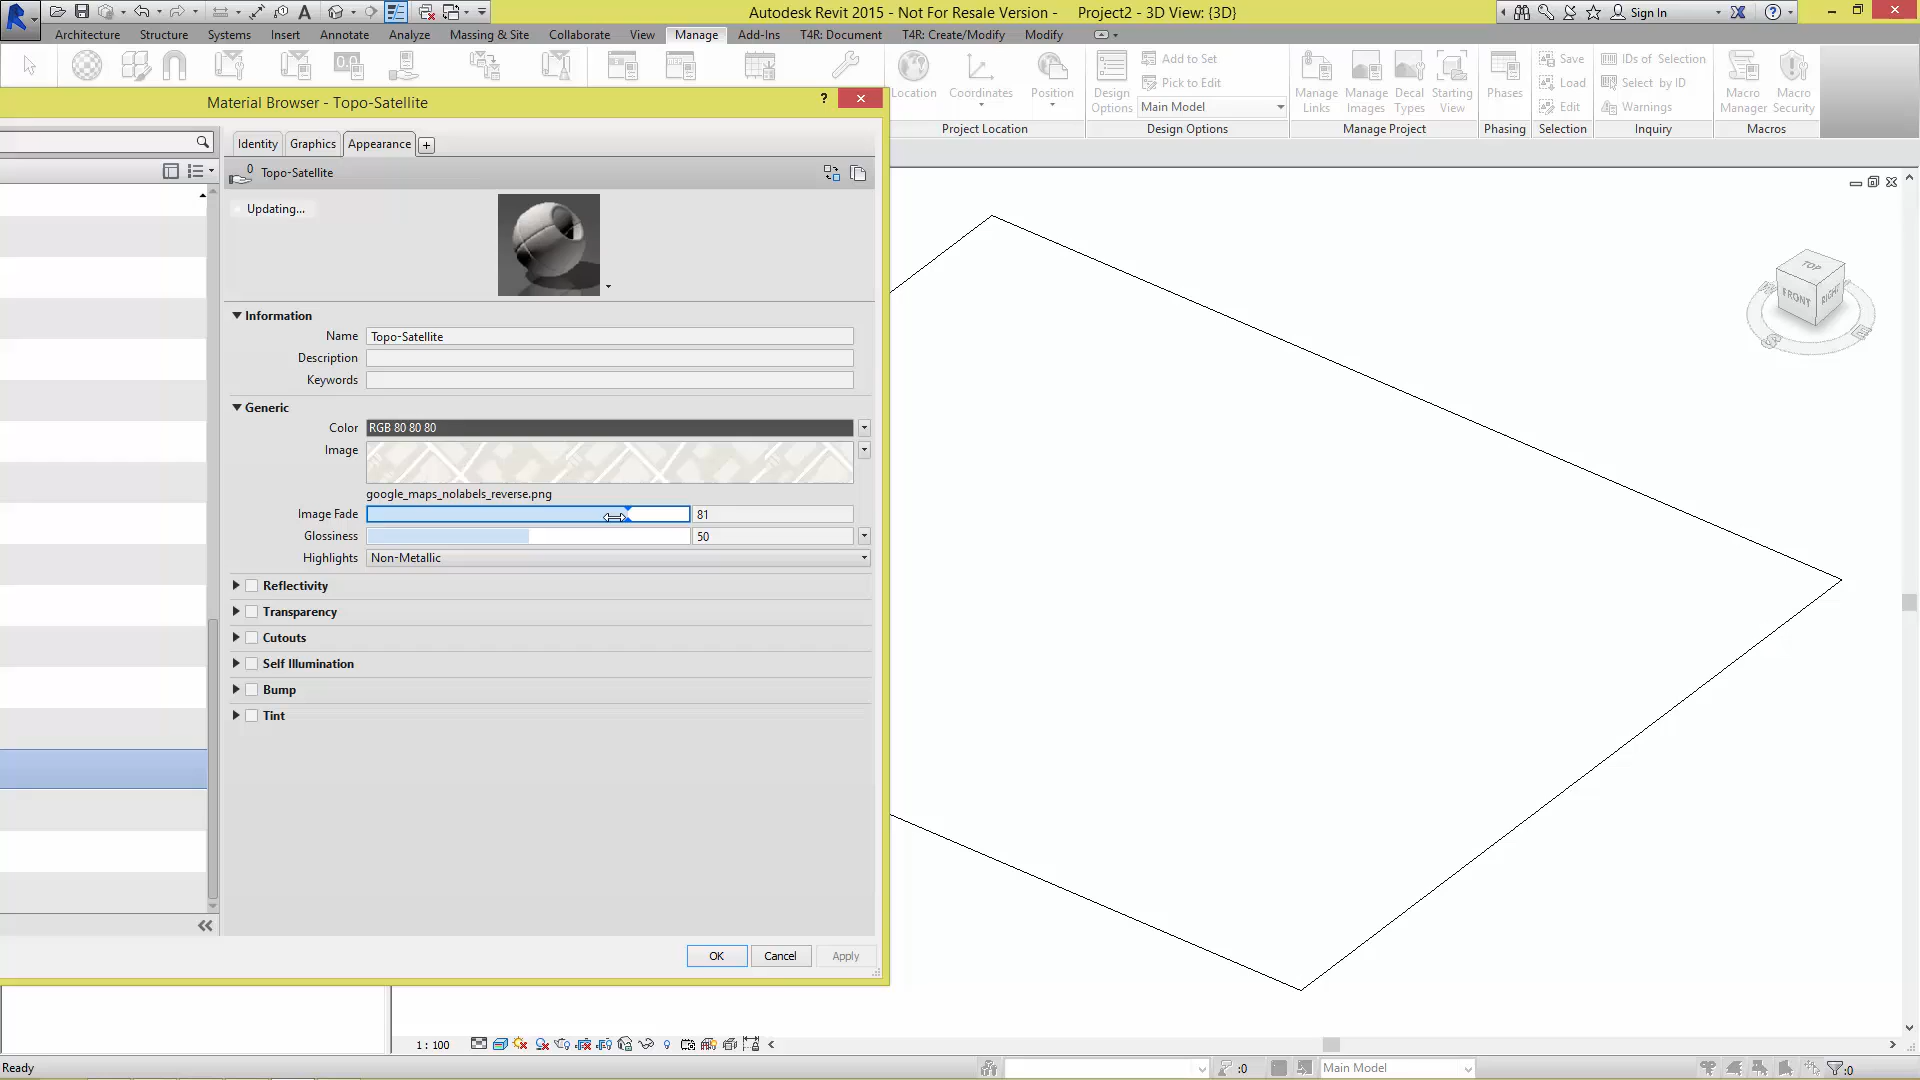 Autodesk Revit 2015 - Not For Resale Version -    Project2 - 3D View: {3D}
Sign In
Architecture Structure Systems Insert Annotate Analyze Massing & Site Collaborate View Manage Add-Ins T4R: Document T4R: Create/Modify Modify
Location Coordinates Position
Design Options
Add to Set
Pick to Edit
Main Model
Manage Links
Manage Images
Decal Types
Starting View
Phases
Save
Load
Edit
IDs of Selection
Select by ID
Warnings
Macro Manager
Macro Security
Project Location Design Options Manage Project Phasing Selection Inquiry Macros
Material Browser - Topo-Satellite
?
Identity Graphics Appearance +
0 Topo-Satellite
Updating...
Information
Name Topo-Satellite
Description
Keywords
Generic
Color RGB 80 80 80
Image
google_maps_nolabels_reverse.png
Image Fade 81
Glossiness 50
Highlights Non-Metallic
Reflectivity
Transparency
Cutouts
Self Illumination
Bump
Tint
OK Cancel Apply
TOP
FRONT RIGHT
S E
1 : 100
Ready
:0
Main Model
:0